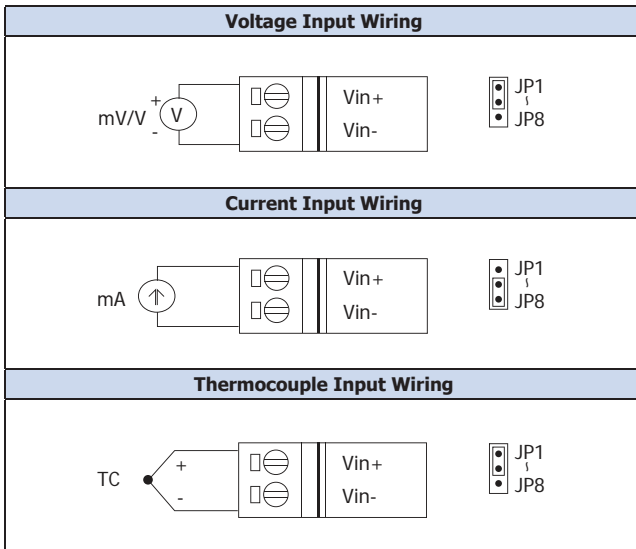 Voltage Input Wiring
mV/V
+
V
-
Vin+
Vin-
JP1
~
JP8
Current Input Wiring
mA
Vin+
Vin-
JP1
~
JP8
Thermocouple Input Wiring
TC
+
-
Vin+
Vin-
JP1
~
JP8